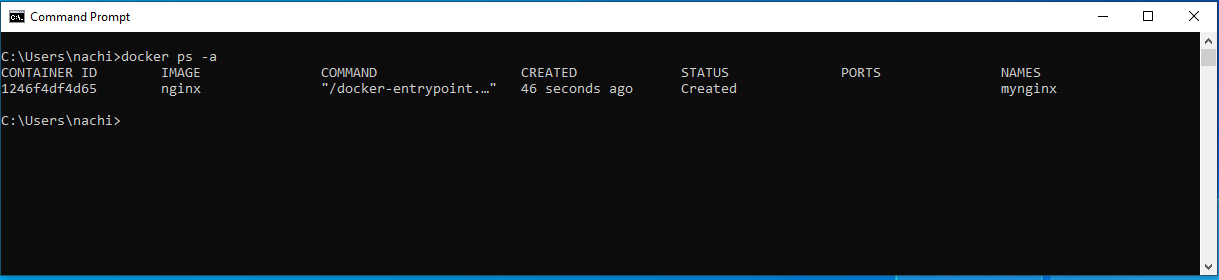 Command Prompt
C:\Users\nachi>docker ps -a
CONTAINER ID        IMAGE               COMMAND                  CREATED             STATUS              PORTS               NAMES
1246f4df4d65        nginx               "/docker-entrypoint.…"   46 seconds ago      Created                                 mynginx
C:\Users\nachi>